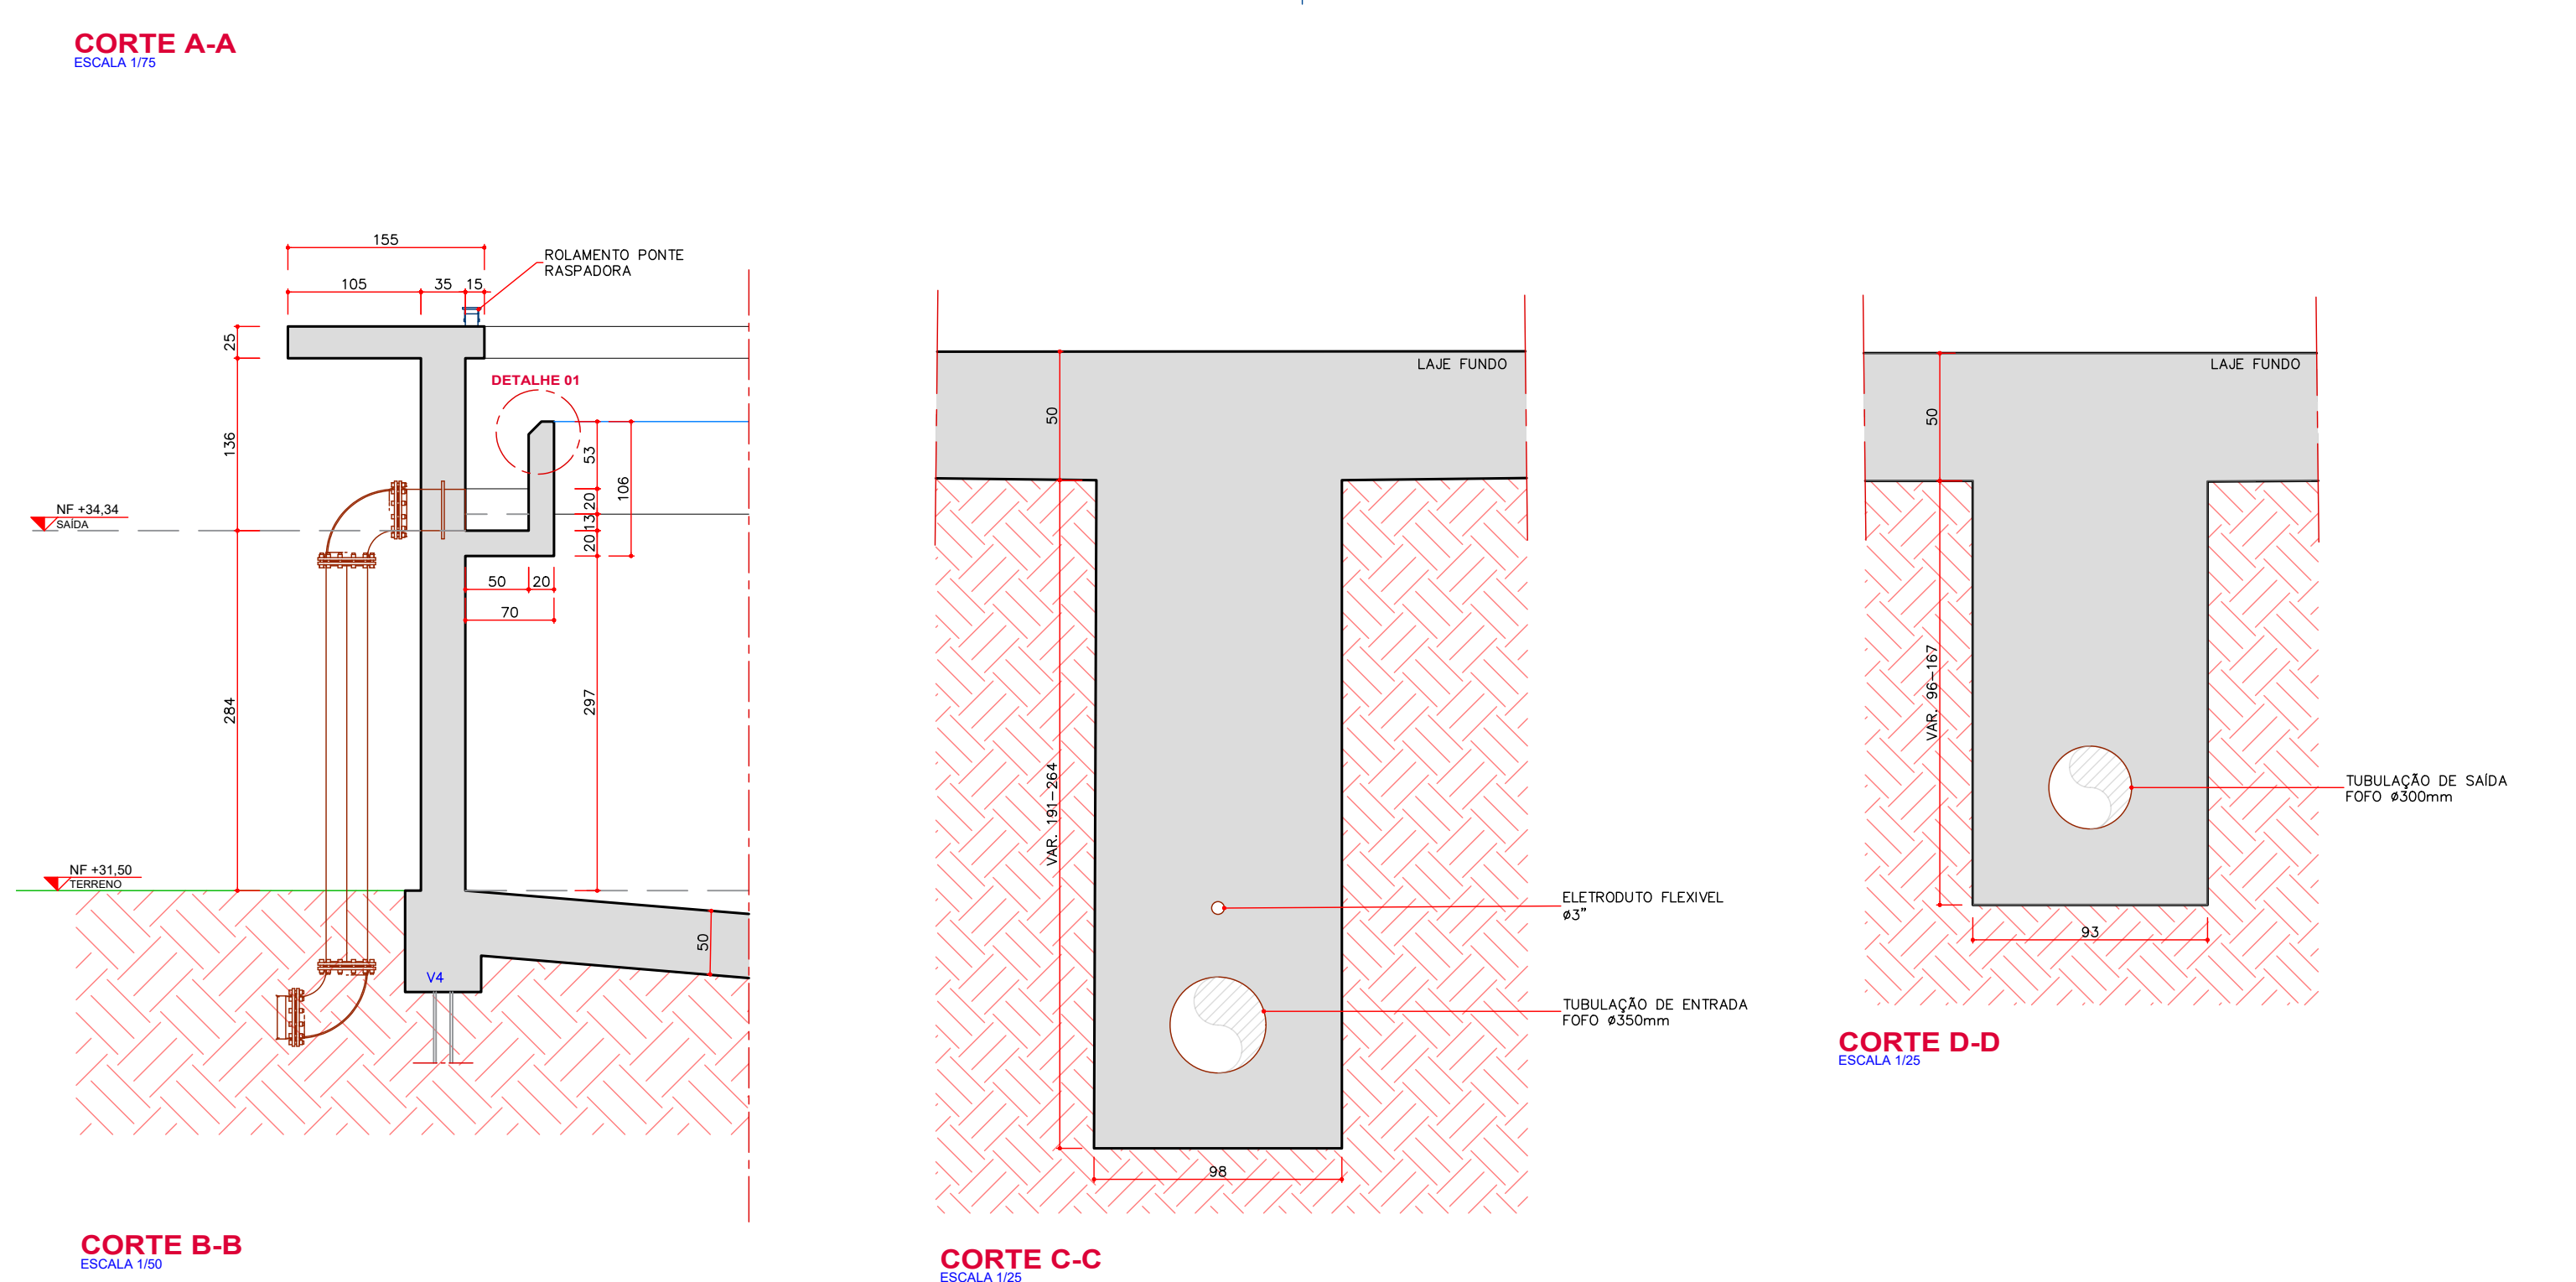 CORTE A-A
ESCALA 1/75
155
105
35
15
ROLAMENTO PONTE
RASPADORA
25
136
284
DETALHE 01
53
20
13
20
106
297
50
20
70
NF +34,34
SAÍDA
NF +31,50
TERRENO
50
V4
CORTE B-B
ESCALA 1/50
LAJE FUNDO
50
VAR. 191-264
ELETRODUTO FLEXIVEL
ø3"
TUBULAÇÃO DE ENTRADA
FOFO ø350mm
98
CORTE C-C
ESCALA 1/25
LAJE FUNDO
50
VAR. 96-167
TUBULAÇÃO DE SAÍDA
FOFO ø300mm
93
CORTE D-D
ESCALA 1/25